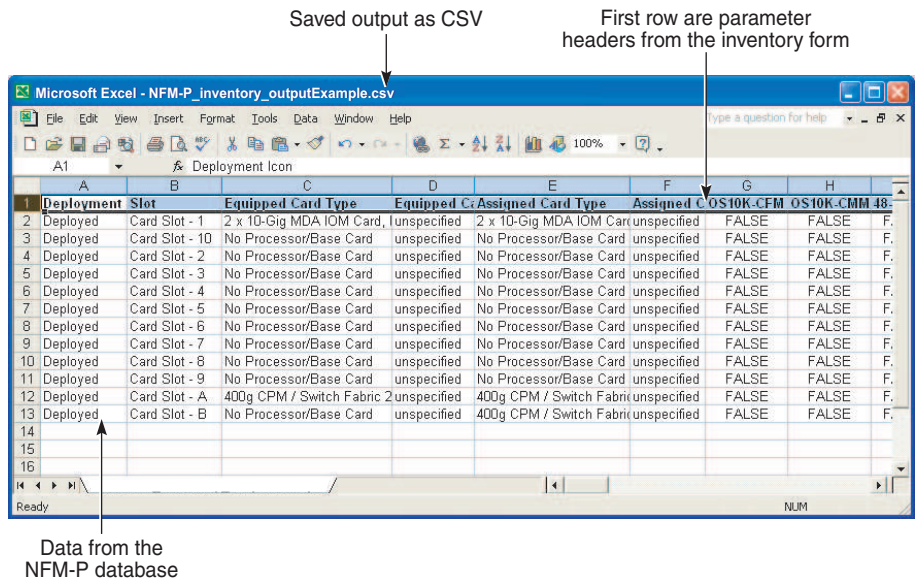 Saved output as CSV
First row are parameter
headers from the inventory form
Microsoft Excel - NFM-P_inventory_outputExample.csv
File Edit View Insert Format Tools Data Window Help Type a question for help
100%
A1 fx Deployment Icon
A B C D E F G H
1 Deployment Slot Equipped Card Type Equipped Ca Assigned Card Type Assigned C OS10K-CFM OS10K-CMM 48-
2 Deployed Card Slot - 1 2 x 10-Gig MDA IOM Card, unspecified 2 x 10-Gig MDA IOM Card unspecified FALSE FALSE F.
3 Deployed Card Slot - 10 No Processor/Base Card unspecified No Processor/Base Card unspecified FALSE FALSE F.
4 Deployed Card Slot - 2 No Processor/Base Card unspecified No Processor/Base Card unspecified FALSE FALSE F.
5 Deployed Card Slot - 3 No Processor/Base Card unspecified No Processor/Base Card unspecified FALSE FALSE F.
6 Deployed Card Slot - 4 No Processor/Base Card unspecified No Processor/Base Card unspecified FALSE FALSE F.
7 Deployed Card Slot - 5 No Processor/Base Card unspecified No Processor/Base Card unspecified FALSE FALSE F.
8 Deployed Card Slot - 6 No Processor/Base Card unspecified No Processor/Base Card unspecified FALSE FALSE F.
9 Deployed Card Slot - 7 No Processor/Base Card unspecified No Processor/Base Card unspecified FALSE FALSE F.
10 Deployed Card Slot - 8 No Processor/Base Card unspecified No Processor/Base Card unspecified FALSE FALSE F.
11 Deployed Card Slot - 9 No Processor/Base Card unspecified No Processor/Base Card unspecified FALSE FALSE F.
12 Deployed Card Slot - A 400g CPM / Switch Fabric 2 unspecified 400g CPM / Switch Fabri unspecified FALSE FALSE F.
13 Deployed Card Slot - B No Processor/Base Card unspecified 400g CPM / Switch Fabri unspecified FALSE FALSE F.
14
15
16
Ready NUM
Data from the
NFM-P database